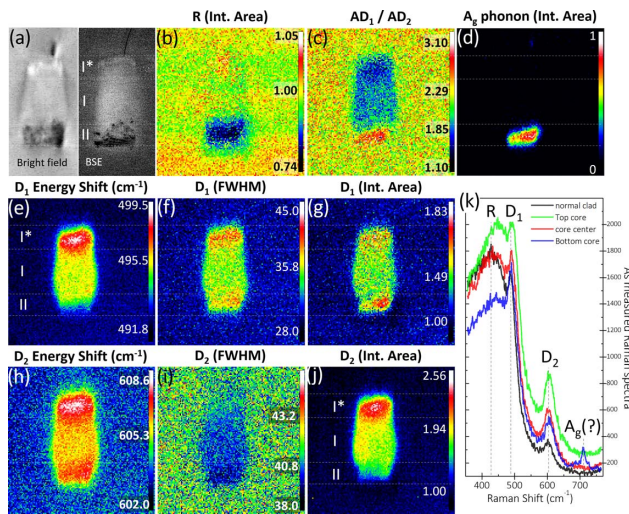 R (Int. Area)
AD1 / AD2
Ag phonon (Int. Area)
(a)
I*
I
II
Bright field
BSE
(b)
1.05
1.00
0.74
(c)
3.10
2.29
1.85
1.10
(d)
1
0
D1 Energy Shift (cm-1)
D1 (FWHM)
D1 (Int. Area)
(e)
I*
I
II
499.5
495.5
491.8
(f)
45.0
35.8
28.0
(g)
1.83
1.49
1.00
D2 Energy Shift (cm-1)
D2 (FWHM)
D2 (Int. Area)
(h)
608.6
605.3
602.0
(i)
43.2
40.8
38.0
(j)
I*
I
II
2.56
1.94
1.00
(k)
normal clad
Top core
core center
Bottom core
R
D1
D2
Ag(?)
2000
1800
1600
1400
1200
1000
800
600
400
200
As measured Raman spectra
400
500
600
700
Raman Shift (cm-1)